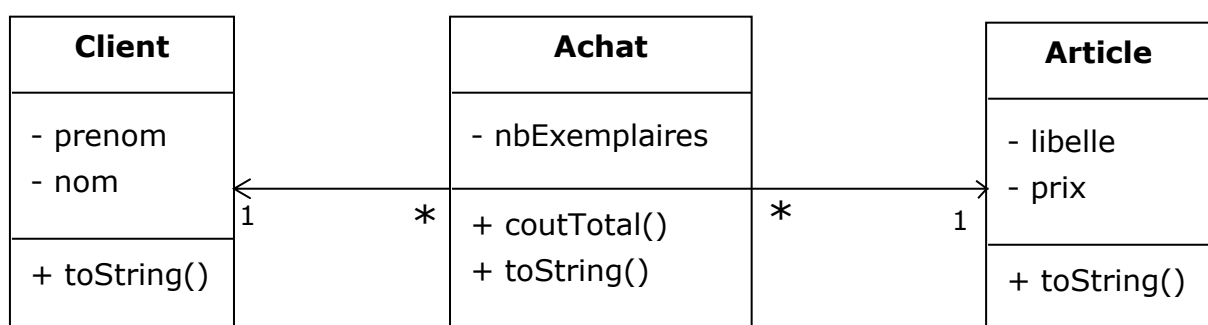 Client
- prenom
- nom
+ toString()
1
*
Achat
- nbExemplaires
+ coutTotal()
+ toString()
*
1
Article
- libelle
- prix
+ toString()